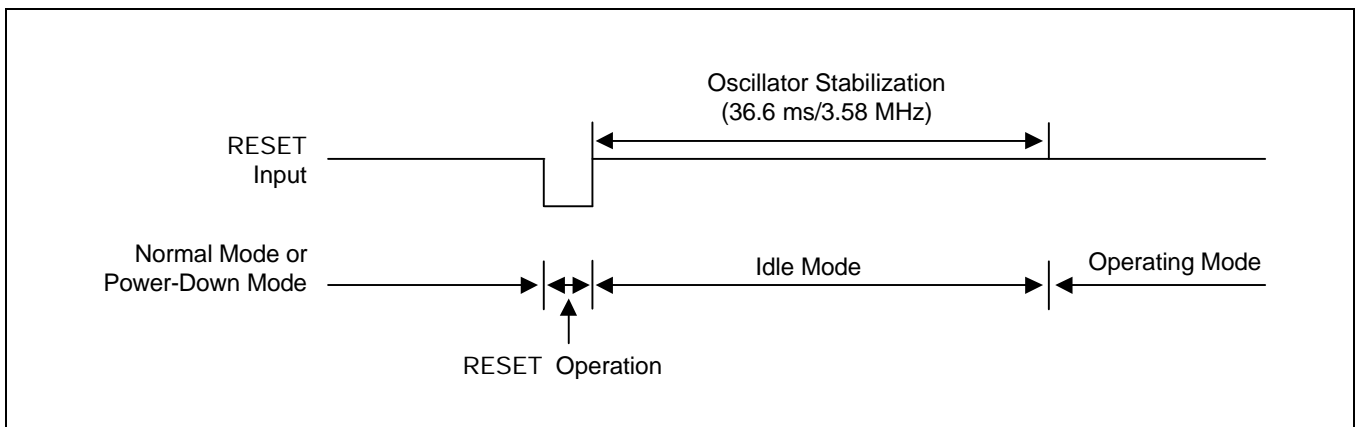 Oscillator Stabilization
(36.6 ms/3.58 MHz)
RESET
Input
Normal Mode or
Power-Down Mode
Idle Mode
Operating Mode
RESET Operation